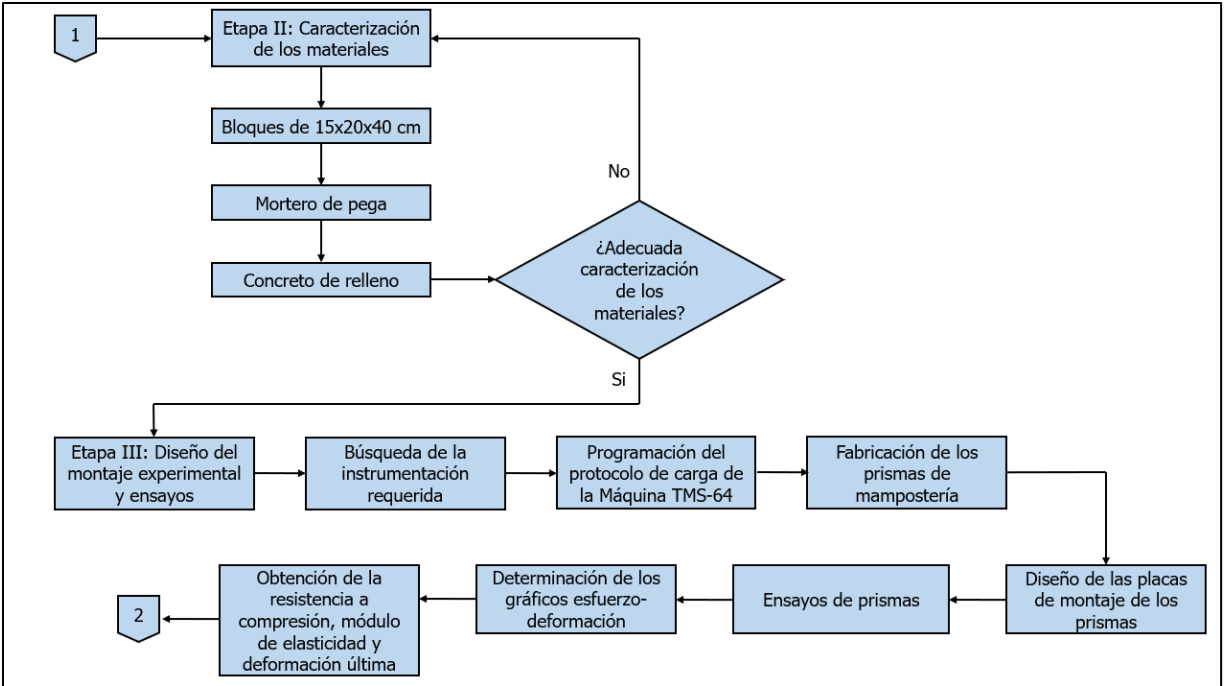 1
Etapa II: Caracterización
de los materiales
Bloques de 15x20x40 cm
Mortero de pega
Concreto de relleno
No
¿Adecuada
caracterización
de los
materiales?
Si
Etapa III: Diseño del
montaje experimental
y ensayos
Búsqueda de la
instrumentación
requerida
Programación del
protocolo de carga de
la Máquina TMS-64
Fabricación de los
prismas de
mampostería
Diseño de las placas
de montaje de los
prismas
Ensayos de prismas
Determinación de los
gráficos esfuerzo-
deformación
Obtención de la
resistencia a
compresión, módulo
de elasticidad y
deformación última
2